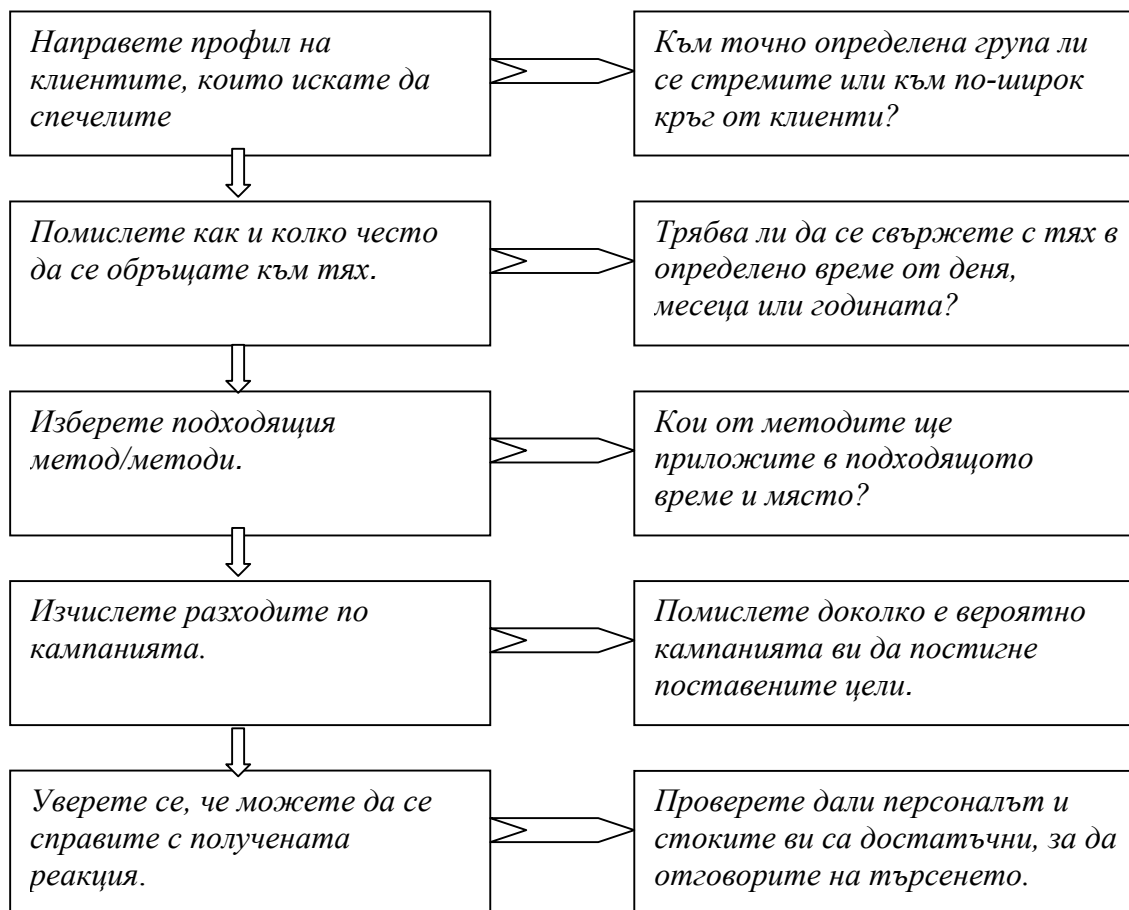 Направете профил на
клиентите, които искате да
спечелите
Към точно определена група ли
се стремите или към по-широк
кръг от клиенти?
Помислете как и колко често
да се обръщате към тях.
Трябва ли да се свържете с тях в
определено време от деня,
месеца или годината?
Изберете подходящия
метод/методи.
Кои от методите ще
приложите в подходящото
време и място?
Изчислете разходите по
кампанията.
Помислете доколко е вероятно
кампанията ви да постигне
поставените цели.
Уверете се, че можете да се
справите с получената
реакция.
Проверете дали персоналът и
стоките ви са достатъчни, за да
отговорите на търсенето.